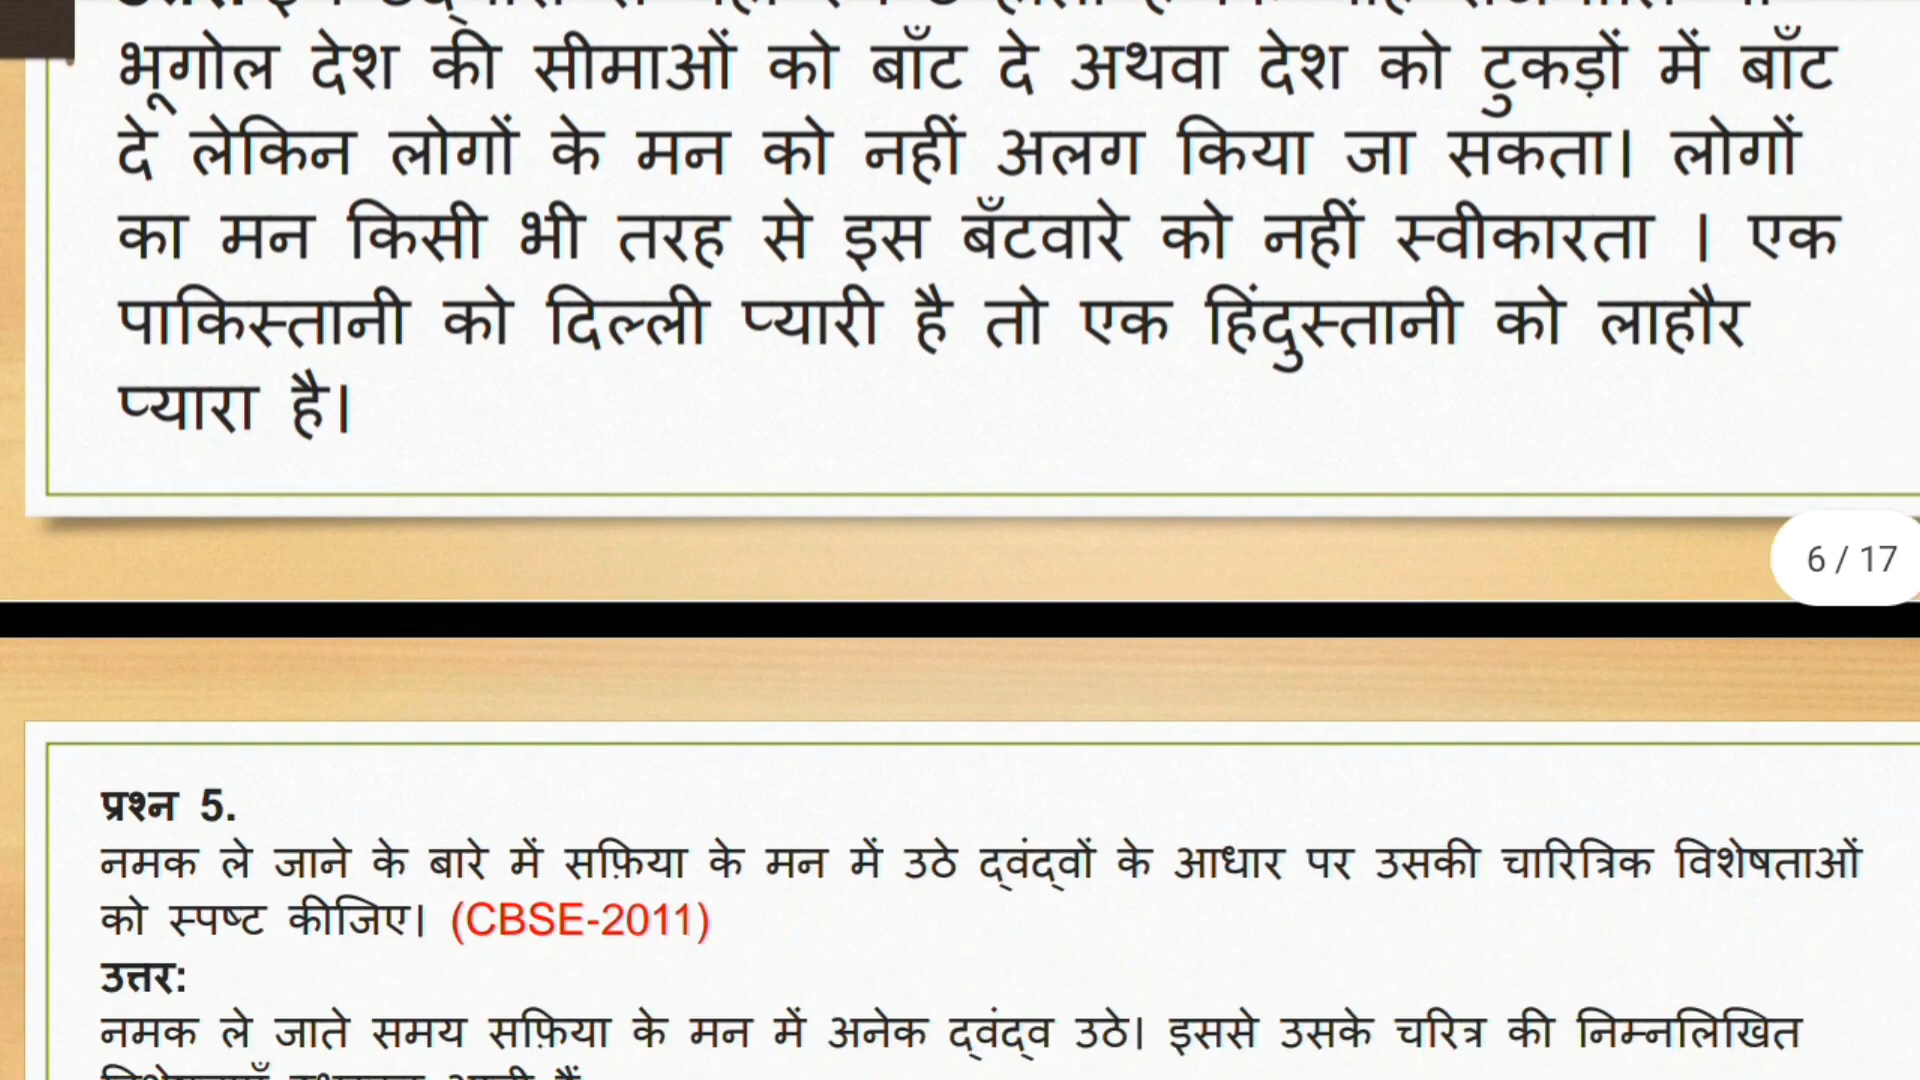 भूगोल देश की सीमाओं को बाँट दे अथवा देश को टुकड़ों में बाँट
दे लेकिन लोगों के मन को नहीं अलग किया जा सकता। लोगों
का मन किसी भी तरह से इस बँटवारे को नहीं स्वीकारता । एक
पाकिस्तानी को दिल्ली प्यारी है तो एक हिंदुस्तानी को लाहौर
प्यारा है।
6 / 17
प्रश्न 5.
नमक ले जाने के बारे में सफ़िया के मन में उठे द्वंद्वों के आधार पर उसकी चारित्रिक विशेषताओं
को स्पष्ट कीजिए। (CBSE-2011)
उत्तर:
नमक ले जाते समय सफ़िया के मन में अनेक द्वंद्व उठे। इससे उसके चरित्र की निम्नलिखित